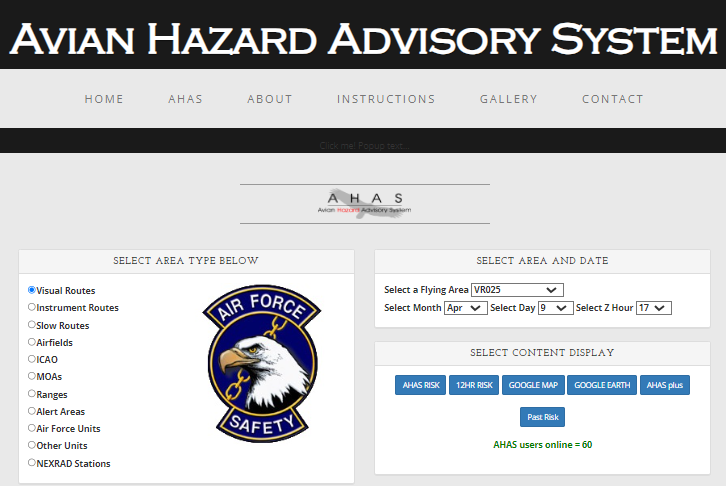 AVIAN HAZARD ADVISORY SYSTEM
HOME AHAS ABOUT INSTRUCTIONS GALLERY CONTACT
Click me! Popup text...
A H A S
Avian Hazard Advisory System
SELECT AREA TYPE BELOW
Visual Routes
Instrument Routes
Slow Routes
Airfields
ICAO
MOAs
Ranges
Alert Areas
Air Force Units
Other Units
NEXRAD Stations
AIR FORCE
SAFETY
SELECT AREA AND DATE
Select a Flying Area VR025
Select Month Apr Select Day 9 Select Z Hour 17
SELECT CONTENT DISPLAY
AHAS RISK 12HR RISK GOOGLE MAP GOOGLE EARTH AHAS plus
Past Risk
AHAS users online = 60